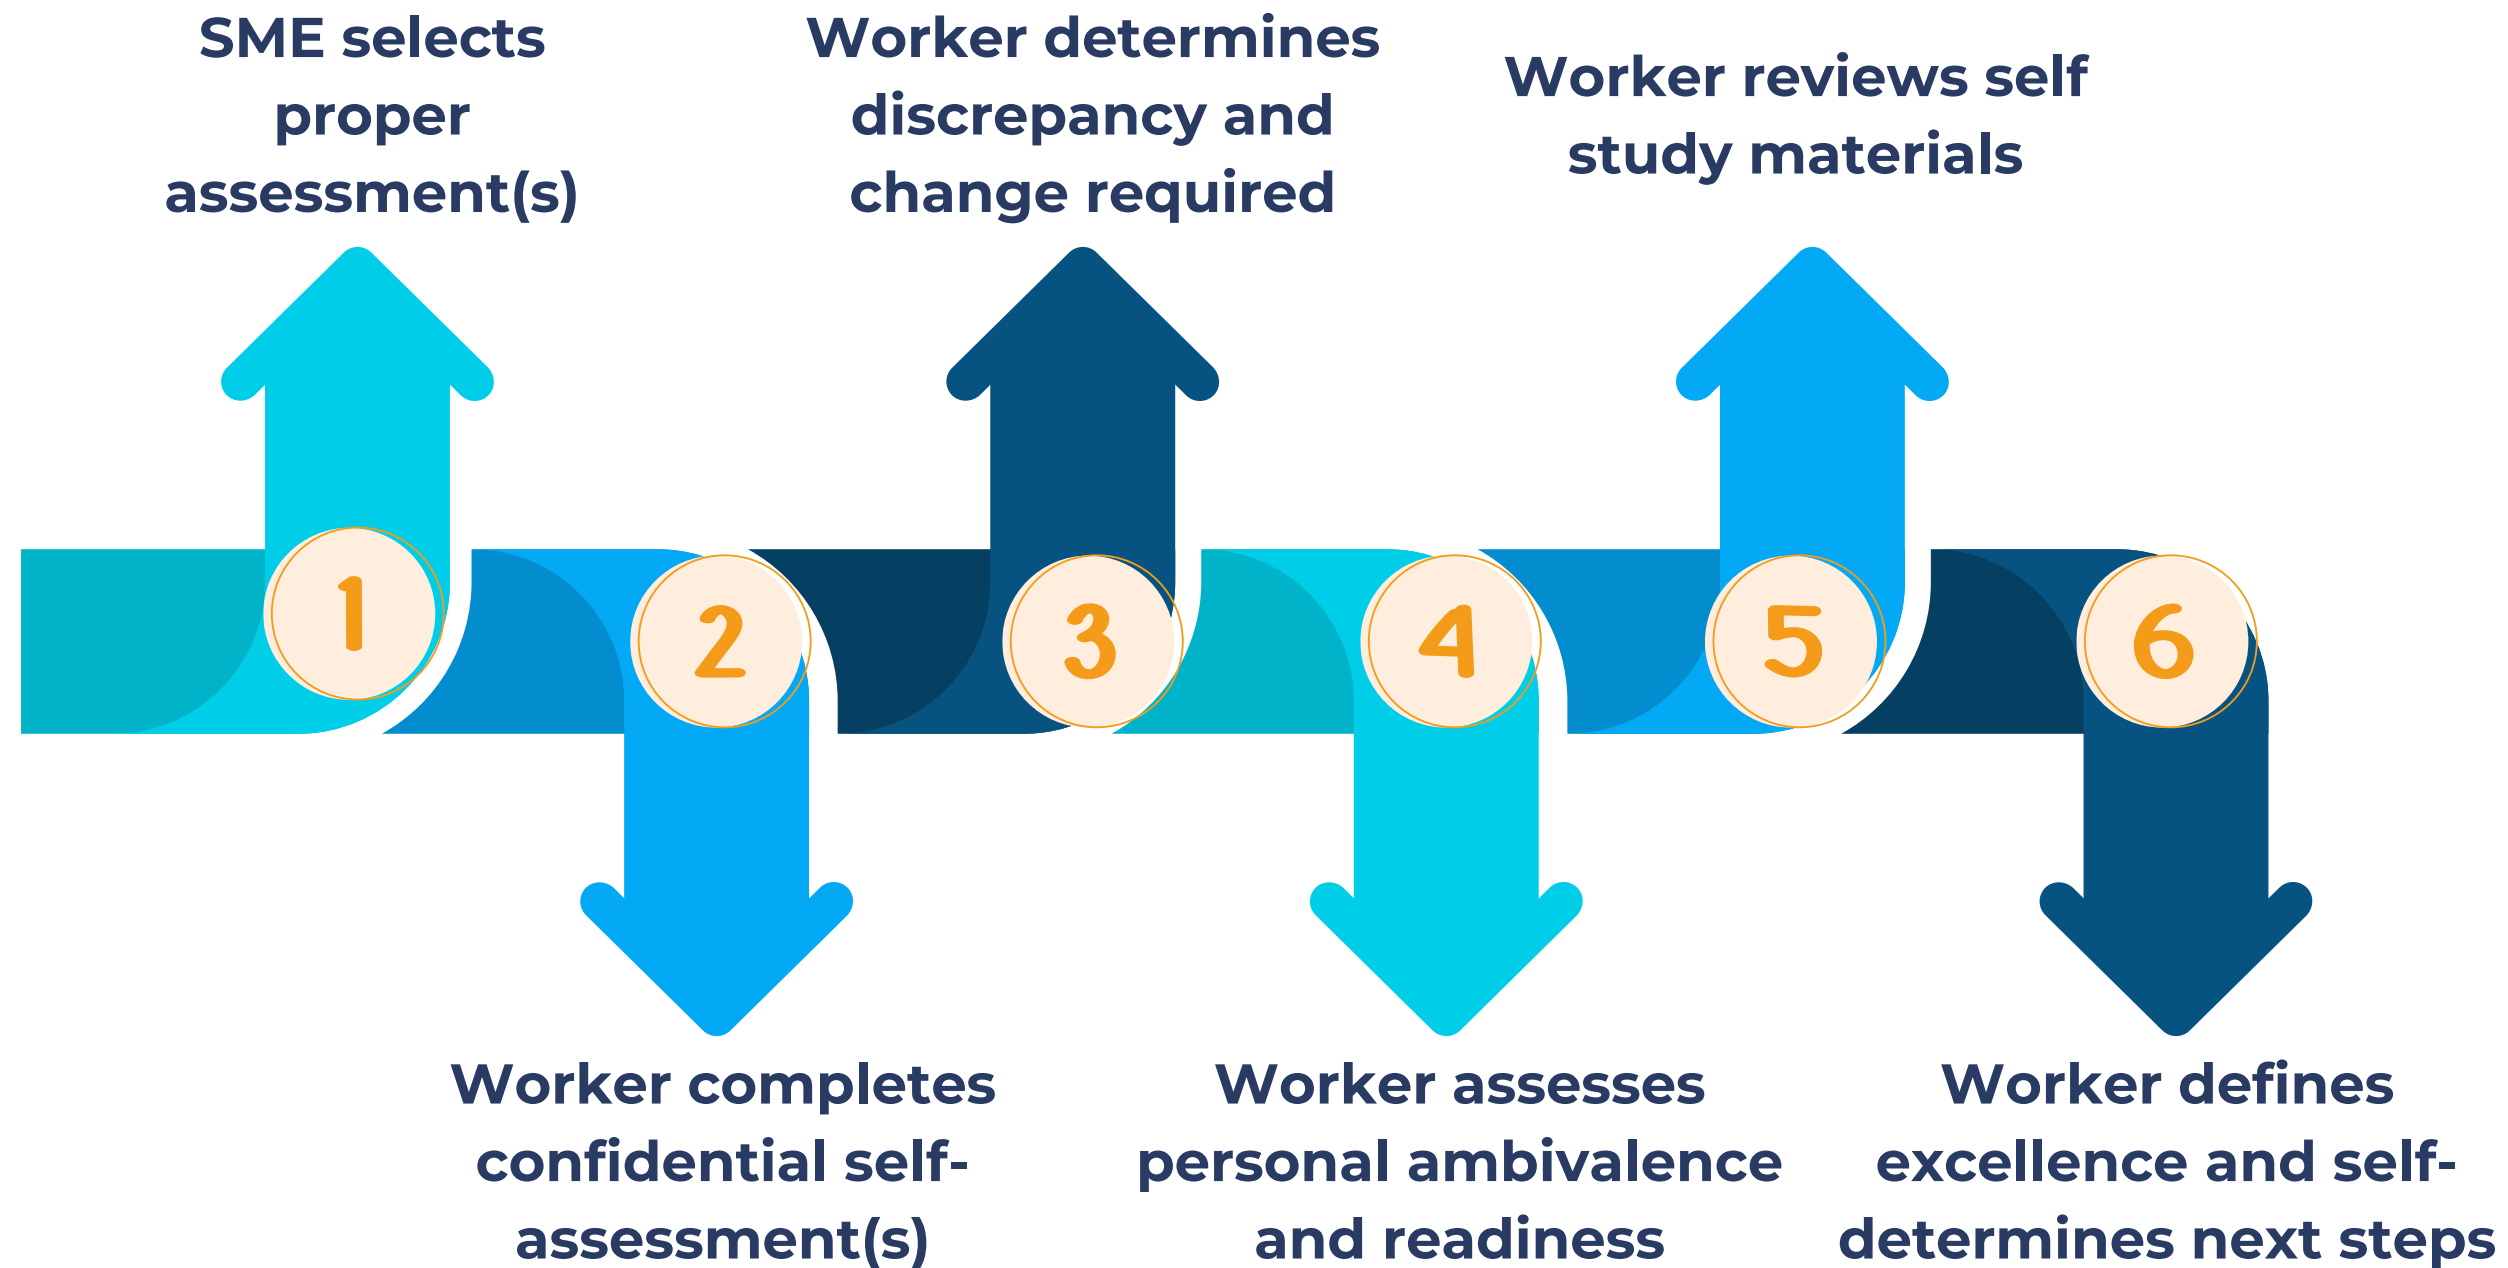 SME selects
proper
assessment(s)
Worker determines
discrepancy and
change required
Worker reviews self
study materials
1
2
3
4
5
6
Worker completes
confidential self-
assessment(s)
Worker assesses
personal ambivalence
and readiness
Worker defines
excellence and self-
determines next steps